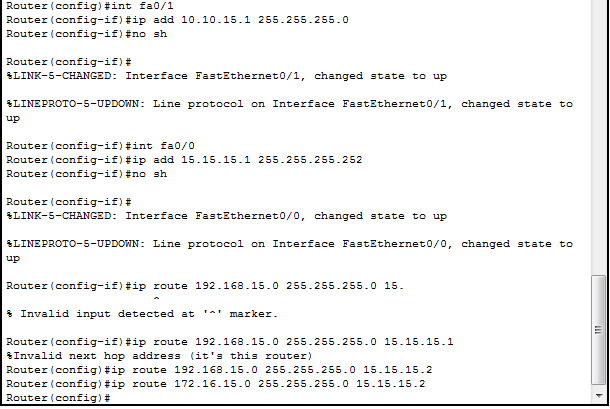 Router(config)#int fa0/1
Router(config-if)#ip add 10.10.15.1 255.255.255.0
Router(config-if)#no sh
Router(config-if)#
%LINK-5-CHANGED: Interface FastEthernet0/1, changed state to up
%LINEPROTO-5-UPDOWN: Line protocol on Interface FastEthernet0/1, changed state to
up
Router(config-if)#int fa0/0
Router(config-if)#ip add 15.15.15.1 255.255.255.252
Router(config-if)#no sh
Router(config-if)#
%LINK-5-CHANGED: Interface FastEthernet0/0, changed state to up
%LINEPROTO-5-UPDOWN: Line protocol on Interface FastEthernet0/0, changed state to
up
Router(config-if)#ip route 192.168.15.0 255.255.255.0 15.
^
% Invalid input detected at '^' marker.
Router(config-if)#ip route 192.168.15.0 255.255.255.0 15.15.15.1
%Invalid next hop address (it's this router)
Router(config)#ip route 192.168.15.0 255.255.255.0 15.15.15.2
Router(config)#ip route 172.16.15.0 255.255.255.0 15.15.15.2
Router(config)#